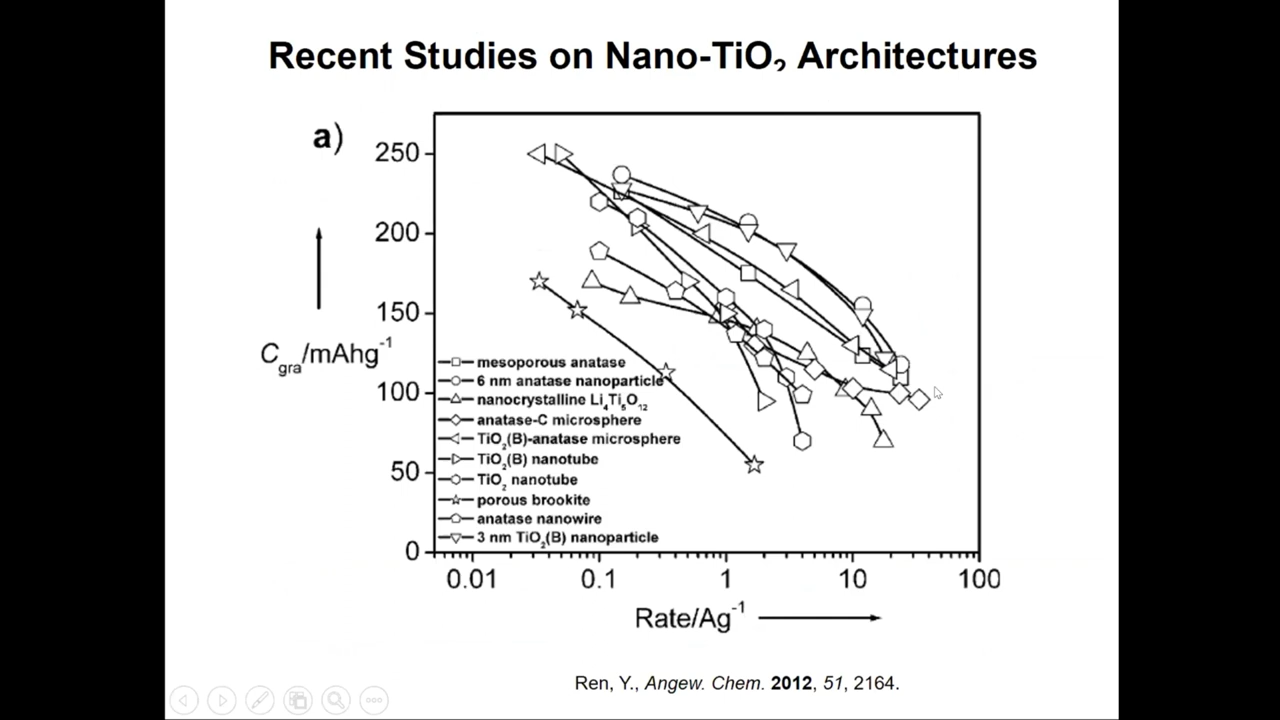 Recent Studies on Nano-TiO₂ Architectures
a)
250
200
150
100
50
0
C_gra/mAhg⁻¹
mesoporous anatase
6 nm anatase nanoparticle
nanocrystalline Li₄Ti₅O₁₂
anatase-C microsphere
TiO₂(B)-anatase microsphere
TiO₂(B) nanotube
TiO₂ nanotube
porous brookite
anatase nanowire
3 nm TiO₂(B) nanoparticle
0.01 0.1 1 10 100
Rate/Ag⁻¹
Ren, Y., Angew. Chem. 2012, 51, 2164.